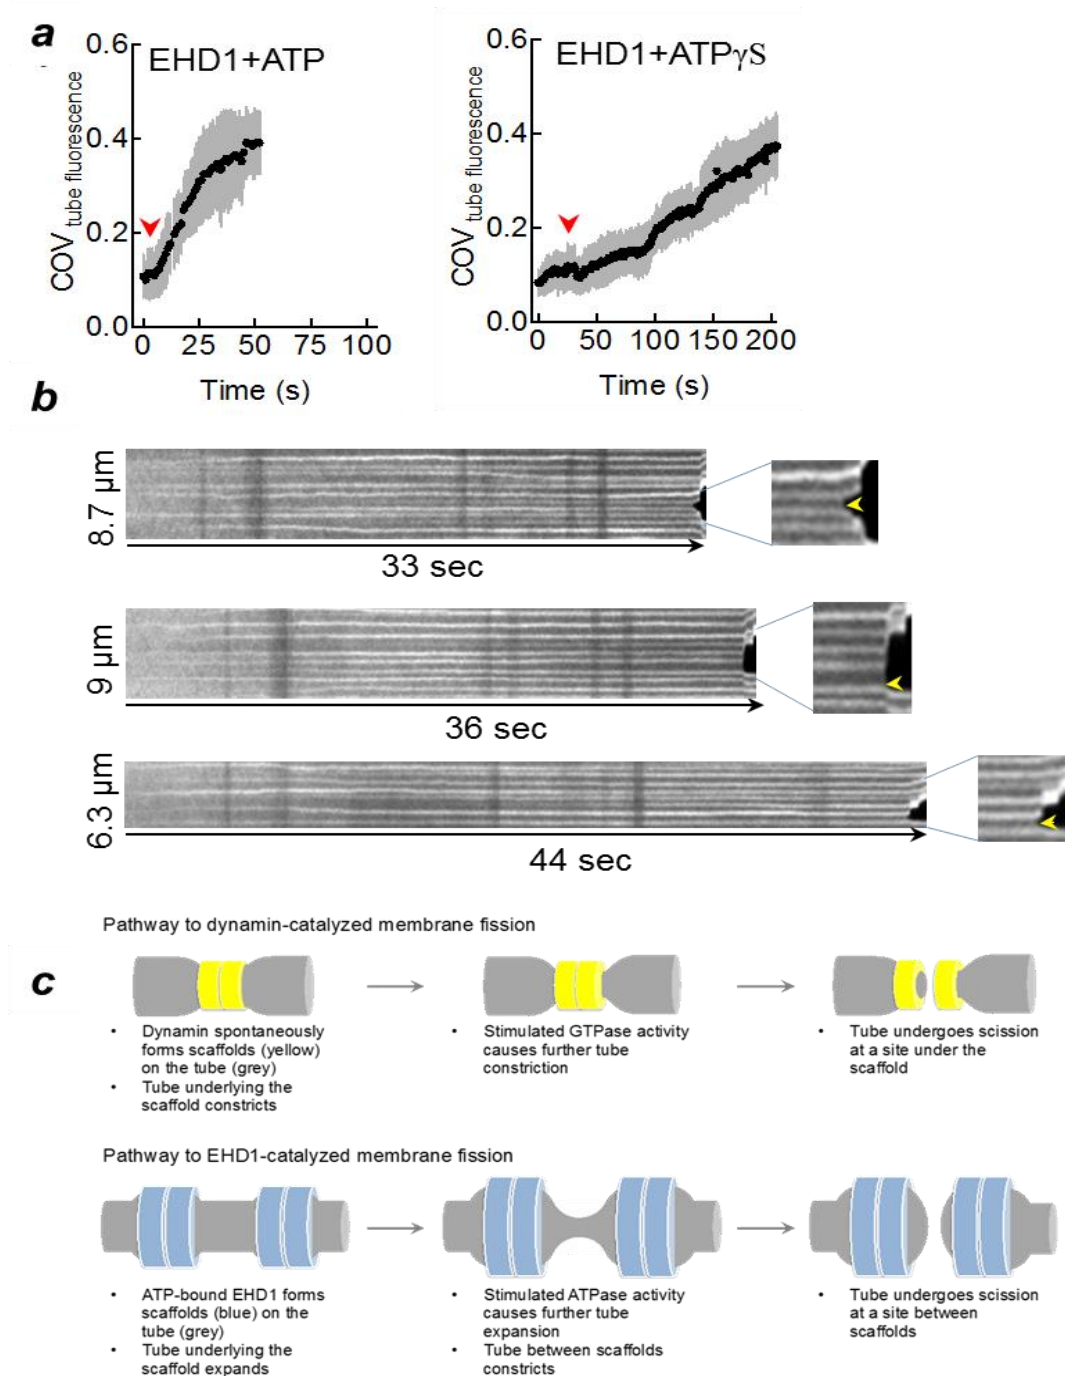 a
EHD1+ATP
0.6
0.4
0.2
0.0
COV tube fluorescence
0 25 50 75 100
Time (s)
EHD1+ATPγS
0.6
0.4
0.2
0.0
COV tube fluorescence
0 50 100 150 200
Time (s)
b
8.7 µm
33 sec
9 µm
36 sec
6.3 µm
44 sec
Pathway to dynamin-catalyzed membrane fission
c
• Dynamin spontaneously
forms scaffolds (yellow)
on the tube (grey)
• Tube underlying the
scaffold constricts
• Stimulated GTPase activity
causes further tube
constriction
• Tube undergoes scission
at a site under the
scaffold
Pathway to EHD1-catalyzed membrane fission
• ATP-bound EHD1 forms
scaffolds (blue) on the
tube (grey)
• Tube underlying the
scaffold expands
• Stimulated ATPase activity
causes further tube
expansion
• Tube between scaffolds
constricts
• Tube undergoes scission
at a site between
scaffolds